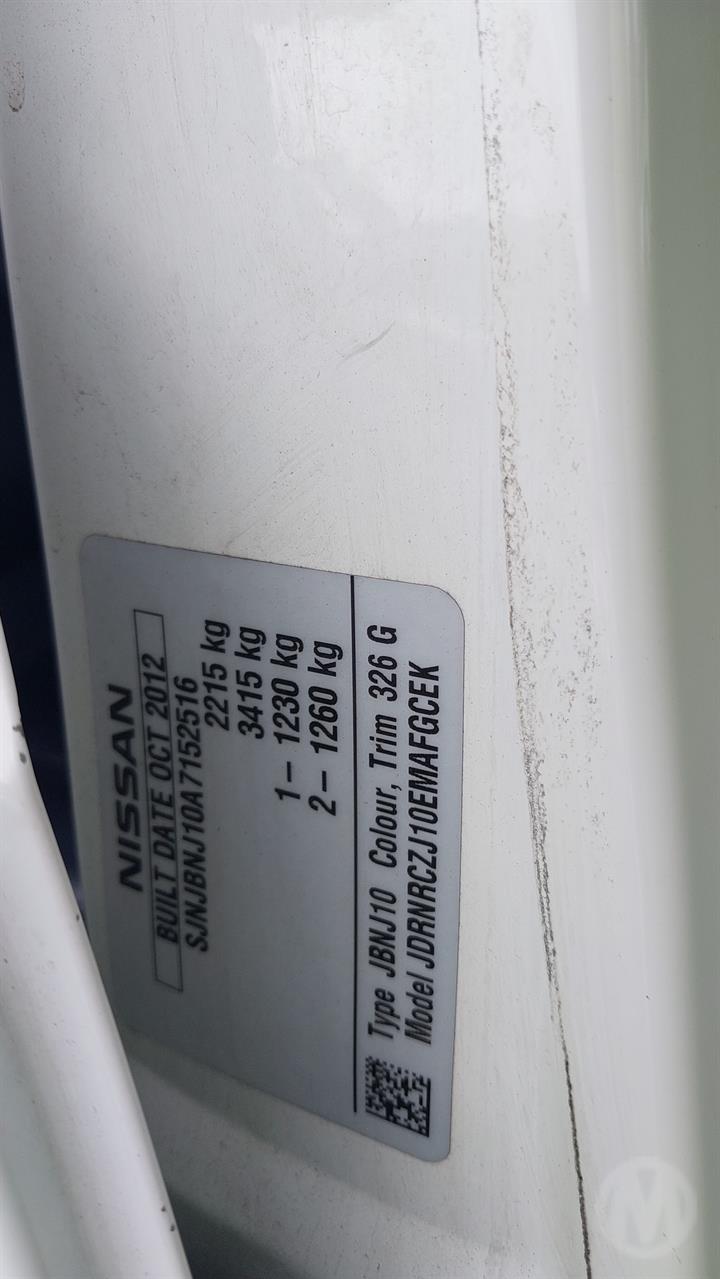 NISSAN
BUILT DATE OCT 2012
SJNJBNJ10A7152516
2215 kg
3415 kg
1– 1230 kg
2– 1260 kg
Type JBNJ10 Colour, Trim 326 G
Model JDRNRCZJ10EMAFGCEK
M